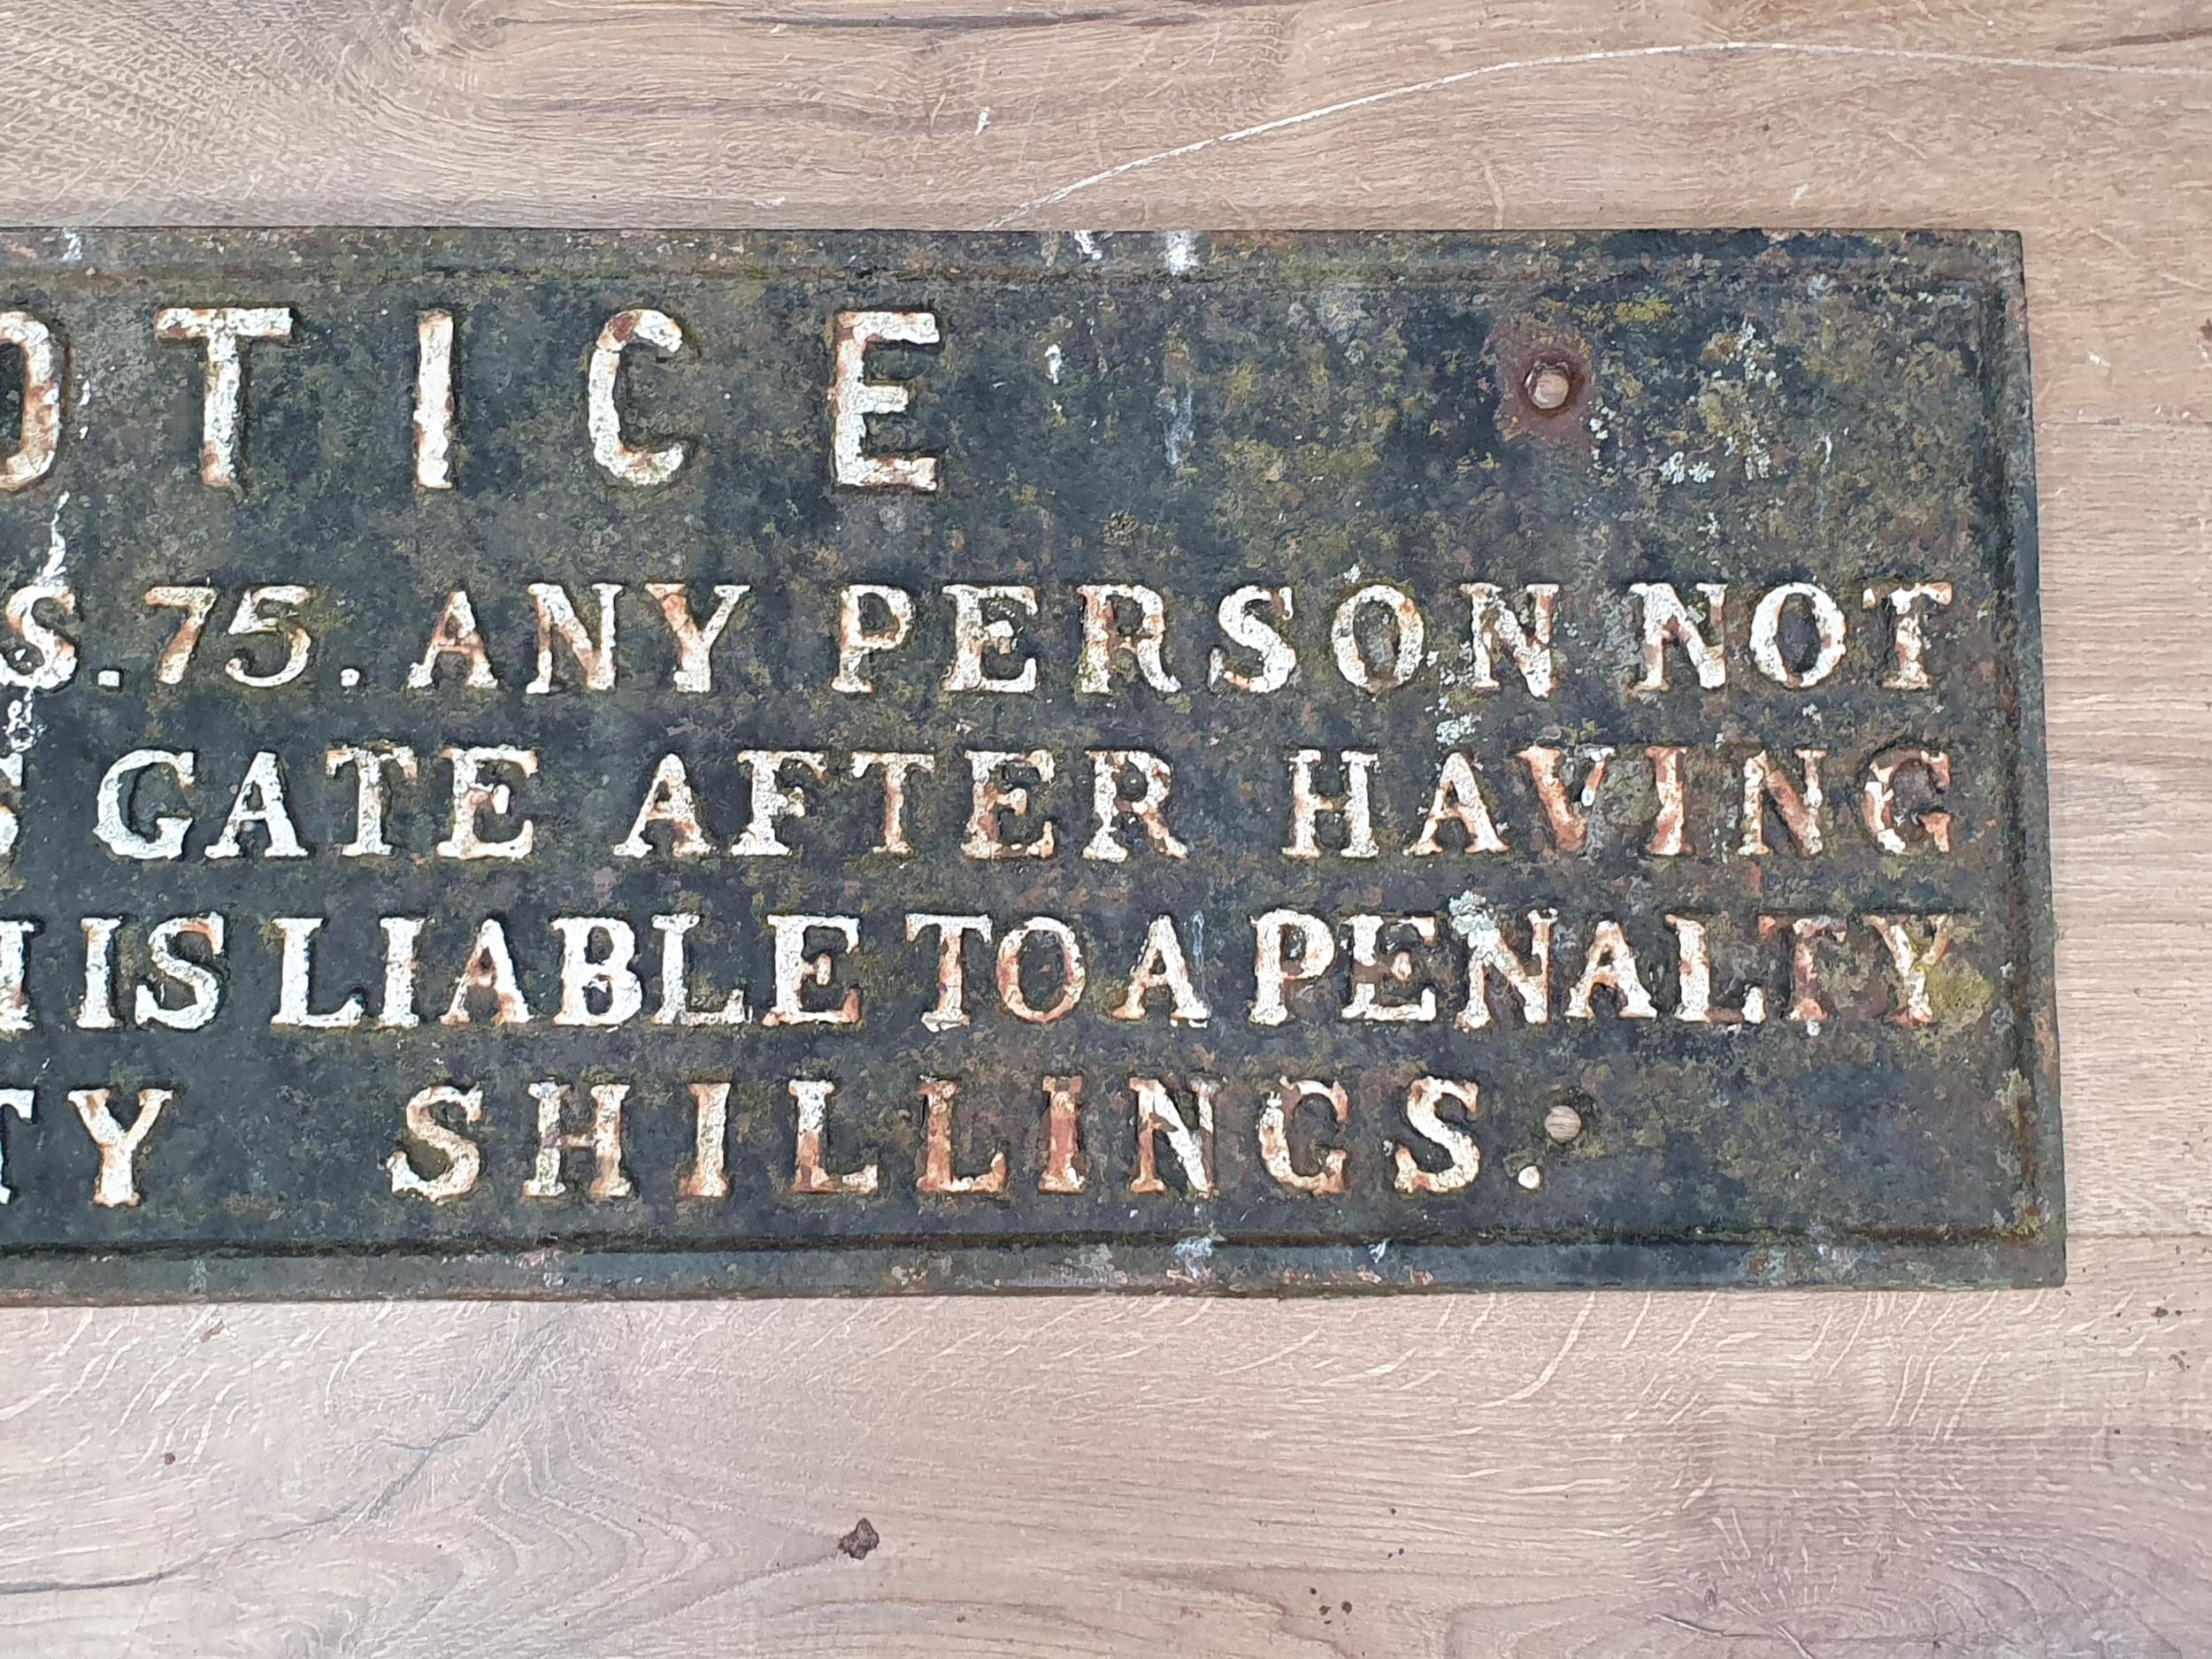 OTICE
S.75. ANY PERSON NOT
S GATE AFTER HAVING
IS LIABLE TO A PENALTY
TY SHILLINGS.